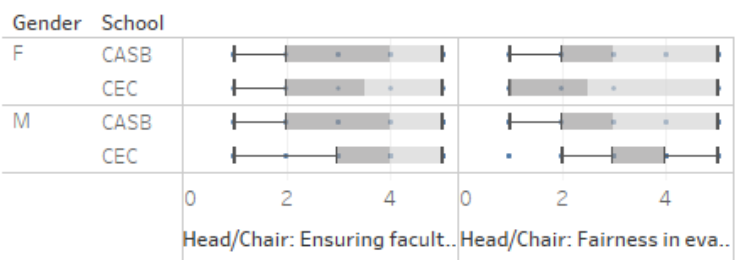 Gender School
F CASB
CEC
M CASB
CEC
0 2 4 0 2 4
Head/Chair: Ensuring facult.. Head/Chair: Fairness in eva..